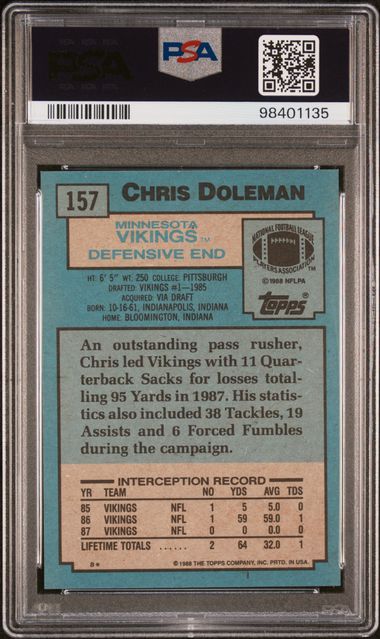 PSA
PSA
98401135
157
CHRIS DOLEMAN
MINNESOTA
VIKINGS™
DEFENSIVE END
NATIONAL FOOTBALL LEAGUE
PLAYERS ASSOCIATION
©1988 NFLPA
topps
HT: 6' 5" WT: 250 COLLEGE: PITTSBURGH
DRAFTED: VIKINGS #1—1985
ACQUIRED: VIA DRAFT
BORN: 10-16-61, INDIANAPOLIS, INDIANA
HOME: BLOOMINGTON, INDIANA
An outstanding pass rusher,
Chris led Vikings with 11 Quar-
terback Sacks for losses total-
ling 95 Yards in 1987. His statis-
tics also included 38 Tackles, 19
Assists and 6 Forced Fumbles
during the campaign.
INTERCEPTION RECORD
YR TEAM NO YDS AVG TDS
85 VIKINGS NFL 1 5 5.0 0
86 VIKINGS NFL 1 59 59.0 1
87 VIKINGS NFL 0 0 0.0 0
LIFETIME TOTALS . . . . . . 2 64 32.0 1
B* © 1988 THE TOPPS COMPANY, INC. PRTD. IN USA.